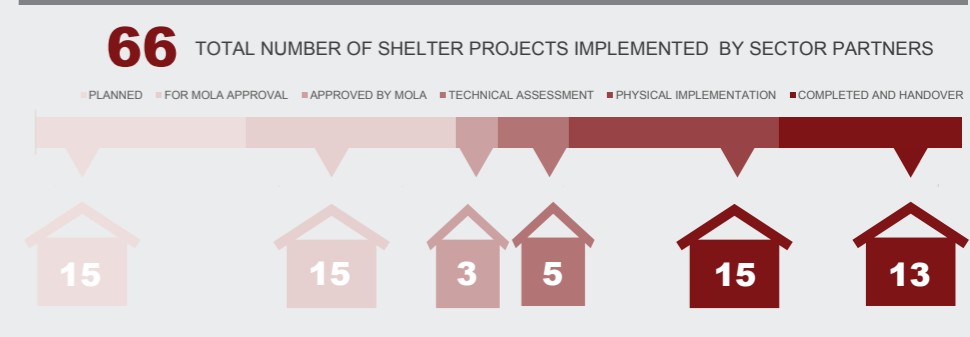 66 TOTAL NUMBER OF SHELTER PROJECTS IMPLEMENTED BY SECTOR PARTNERS
PLANNED FOR MOLA APPROVAL APPROVED BY MOLA TECHNICAL ASSESSMENT PHYSICAL IMPLEMENTATION COMPLETED AND HANDOVER
15 15 3 5 15 13